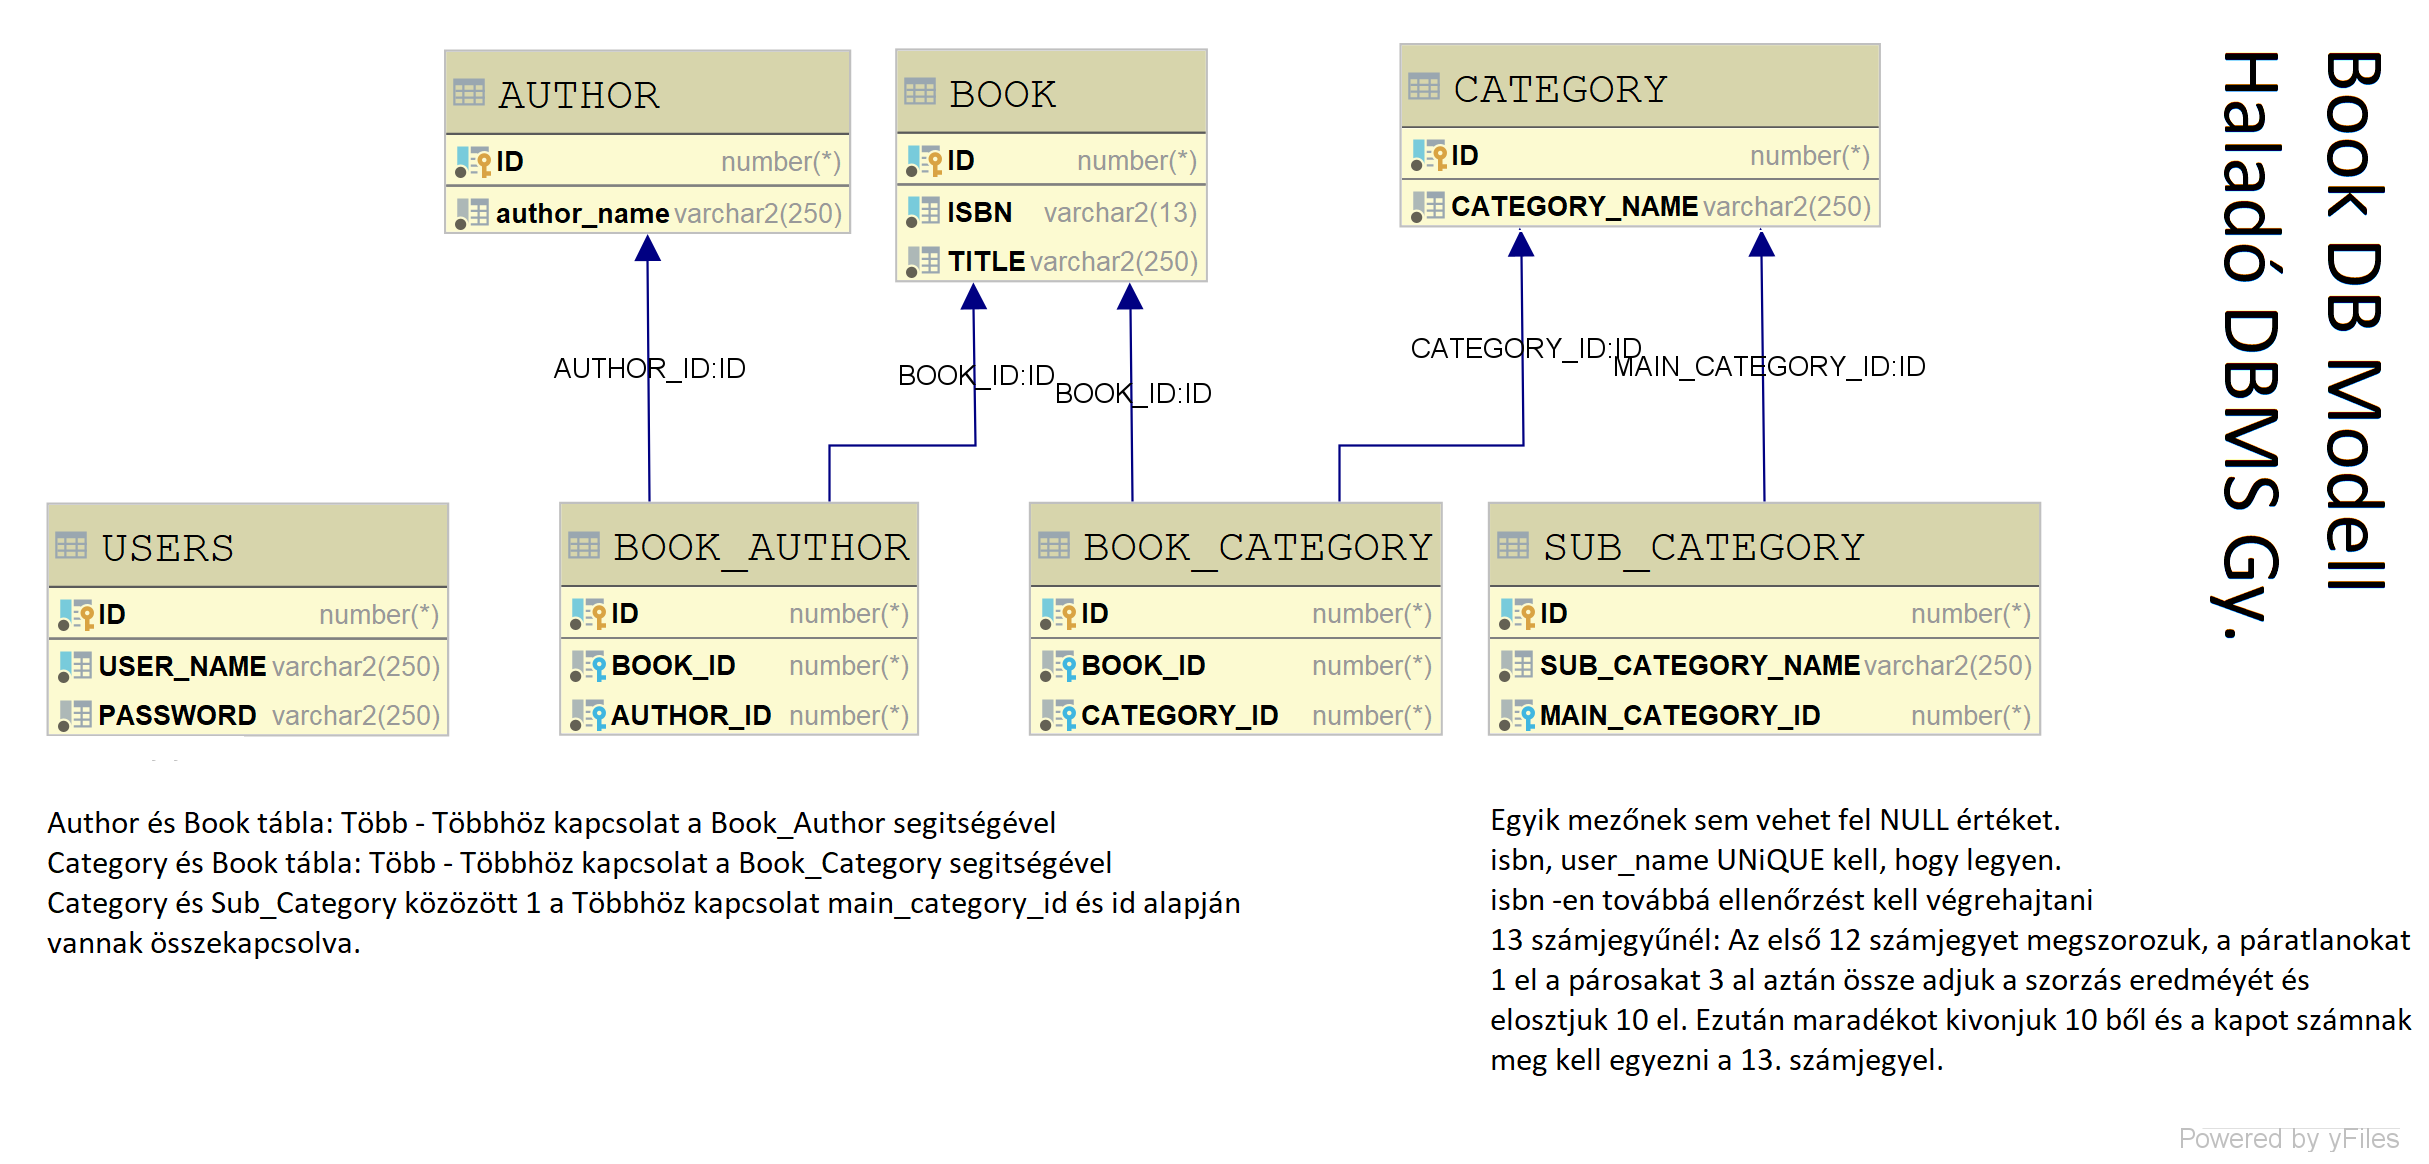 AUTHOR
ID number(*)
author_name varchar2(250)
BOOK
ID number(*)
ISBN varchar2(13)
TITLE varchar2(250)
CATEGORY
ID number(*)
CATEGORY_NAME varchar2(250)
Book DB Modell
Haladó DBMS Gy.
AUTHOR_ID:ID
BOOK_ID:ID
BOOK_ID:ID
CATEGORY_ID:ID
MAIN_CATEGORY_ID:ID
USERS
ID number(*)
USER_NAME varchar2(250)
PASSWORD varchar2(250)
BOOK_AUTHOR
ID number(*)
BOOK_ID number(*)
AUTHOR_ID number(*)
BOOK_CATEGORY
ID number(*)
BOOK_ID number(*)
CATEGORY_ID number(*)
SUB_CATEGORY
ID number(*)
SUB_CATEGORY_NAME varchar2(250)
MAIN_CATEGORY_ID number(*)
Author és Book tábla: Több - Többhöz kapcsolat a Book_Author segitségével
Category és Book tábla: Több - Többhöz kapcsolat a Book_Category segitségével
Category és Sub_Category közözött 1 a Többhöz kapcsolat main_category_id és id alapján
vannak összekapcsolva.
Egyik mezőnek sem vehet fel NULL értéket.
isbn, user_name UNiQUE kell, hogy legyen.
isbn -en továbbá ellenőrzést kell végrehajtani
13 számjegyűnél: Az első 12 számjegyet megszorozuk, a páratlanokat
1 el a párosakat 3 al aztán össze adjuk a szorzás eredméyét és
elosztjuk 10 el. Ezután maradékot kivonjuk 10 ből és a kapot számnak
meg kell egyezni a 13. számjegyel.
Powered by yFiles